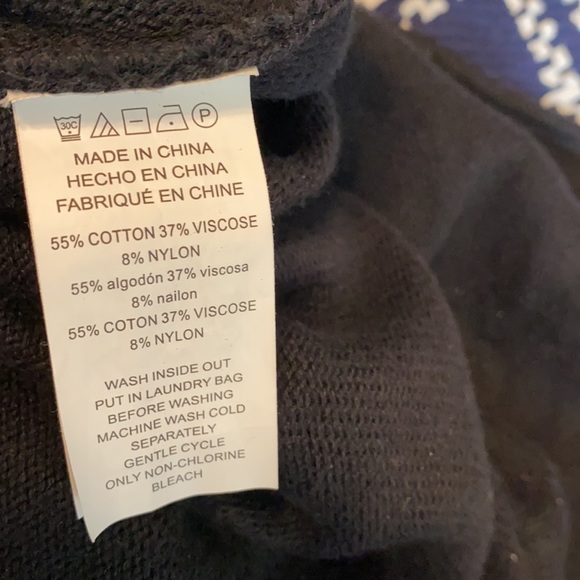 30C P
MADE IN CHINA
HECHO EN CHINA
FABRIQUÉ EN CHINE
55% COTTON 37% VISCOSE
8% NYLON
55% algodón 37% viscosa
8% nailon
55% COTON 37% VISCOSE
8% NYLON
WASH INSIDE OUT
PUT IN LAUNDRY BAG
BEFORE WASHING
MACHINE WASH COLD
SEPARATELY
GENTLE CYCLE
ONLY NON-CHLORINE
BLEACH